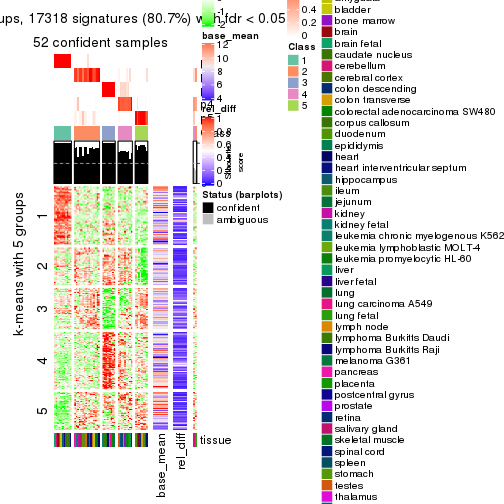 ups, 17318 signatures (80.7%) with fdr < 0.05
52 confident samples
1
2
3
4
5
k-means with 5 groups
base_mean
rel_diff
tissue
Silhouette
score
-1
-2
base_mean
12
10
8
6
4
rel_diff
1
0.8
0.6
0.4
0.2
0
Status (barplots)
confident
ambiguous
0.4
0.2
0
Class
1
2
3
4
5
bladder
bone marrow
brain
brain fetal
caudate nucleus
cerebellum
cerebral cortex
colon descending
colon transverse
colorectal adenocarcinoma SW480
corpus callosum
duodenum
epididymis
heart
heart interventricular septum
hippocampus
ileum
jejunum
kidney
kidney fetal
leukemia chronic myelogenous K562
leukemia lymphoblastic MOLT-4
leukemia promyelocytic HL-60
liver
liver fetal
lung
lung carcinoma A549
lung fetal
lymph node
lymphoma Burkitts Daudi
lymphoma Burkitts Raji
melanoma G361
pancreas
placenta
postcentral gyrus
prostate
retina
salivary gland
skeletal muscle
spinal cord
spleen
stomach
testes
thalamus